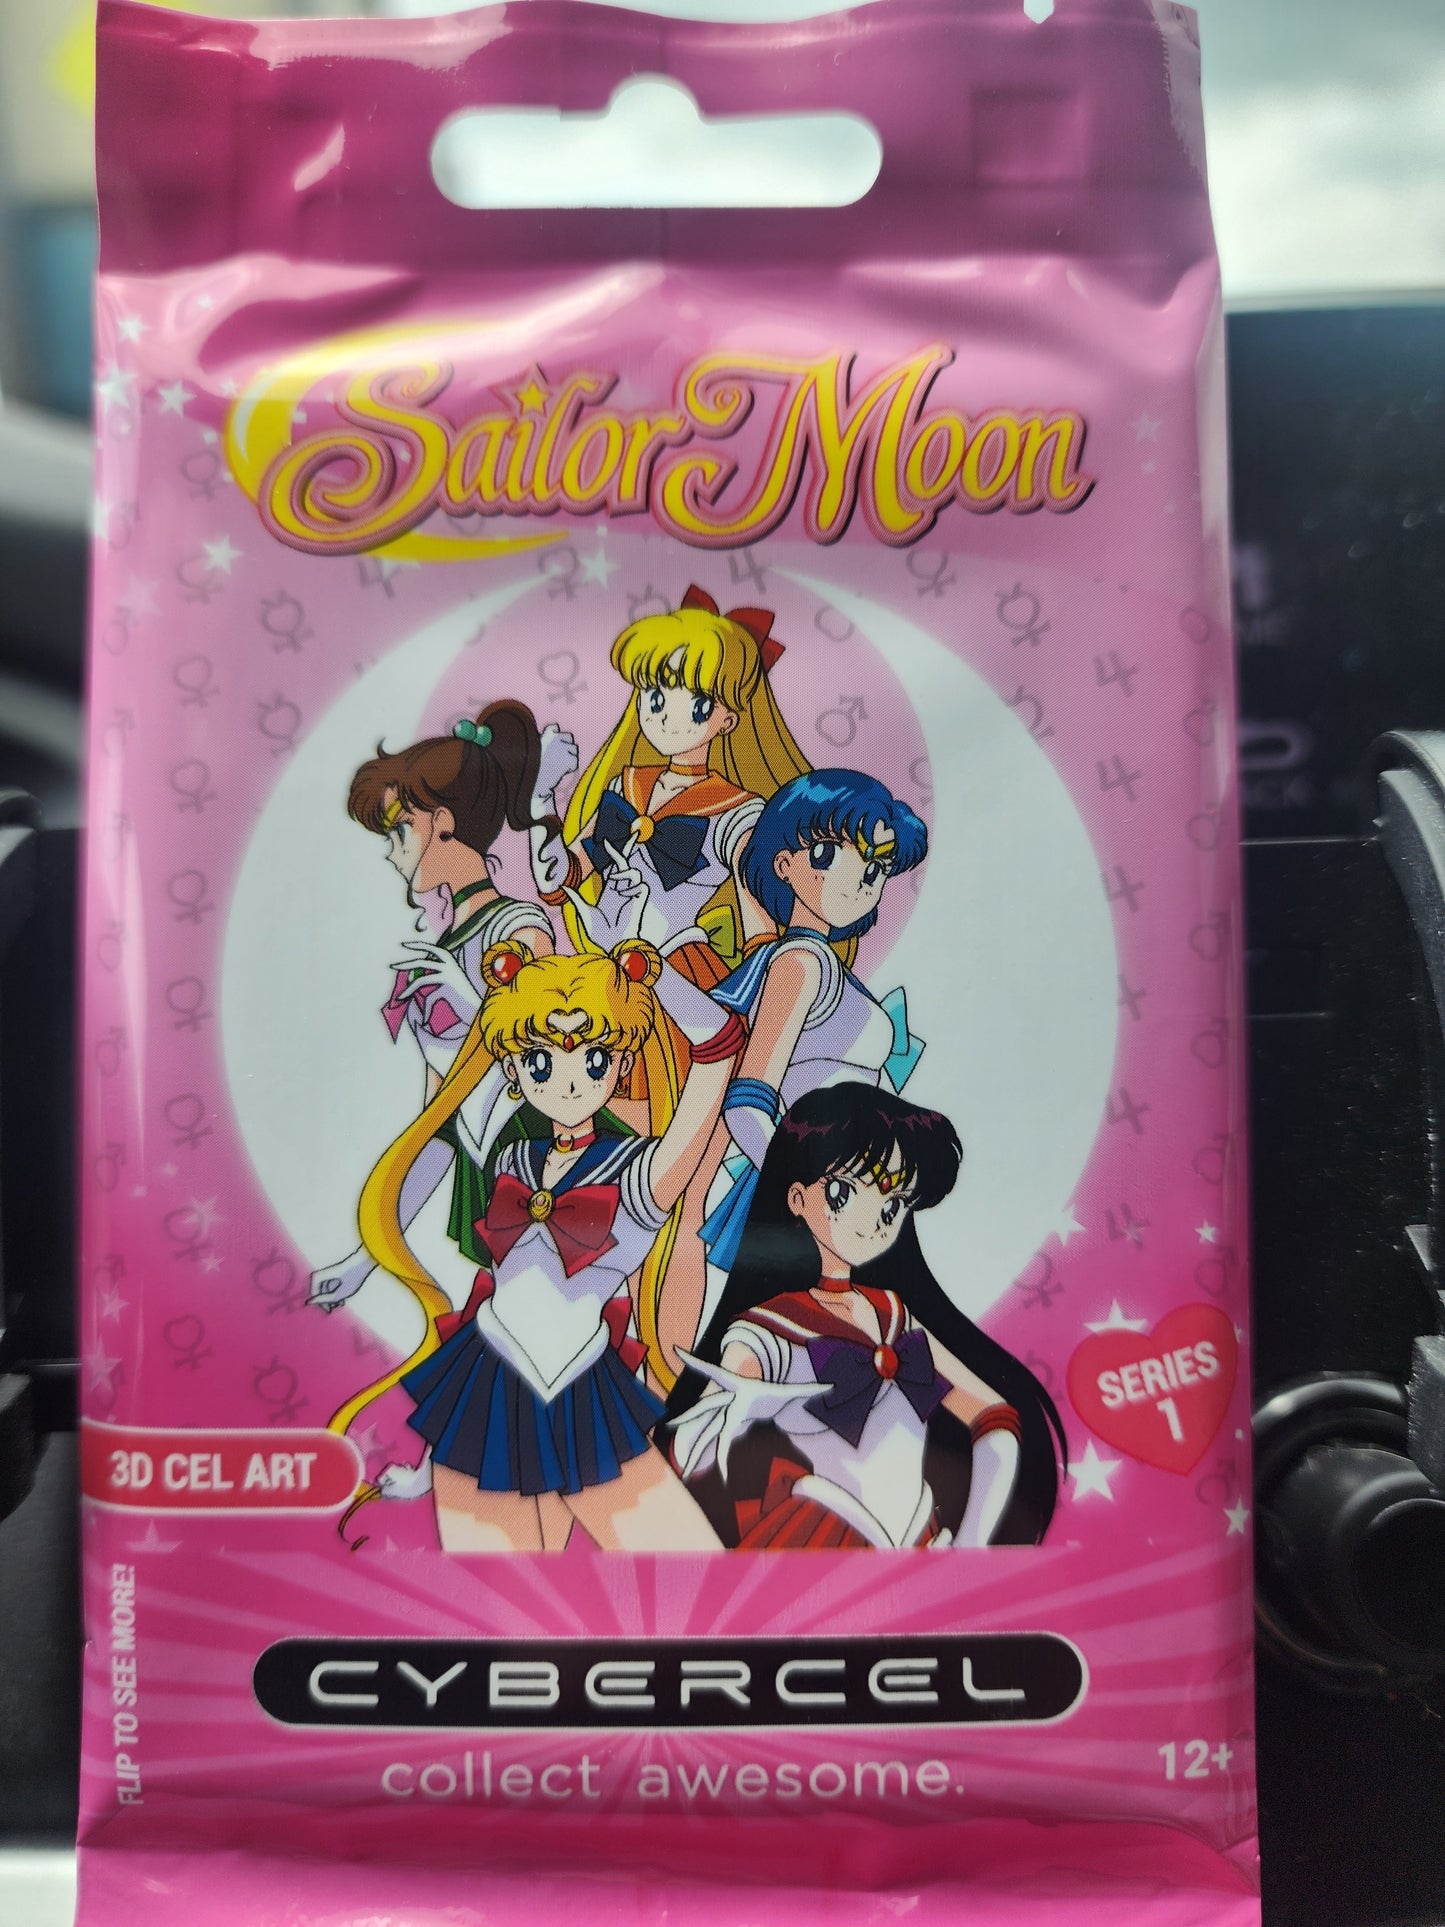 Sailor Moon
SERIES
1
3D CEL ART
FLIP TO SEE MORE!
CYBERCEL
collect awesome.
12+